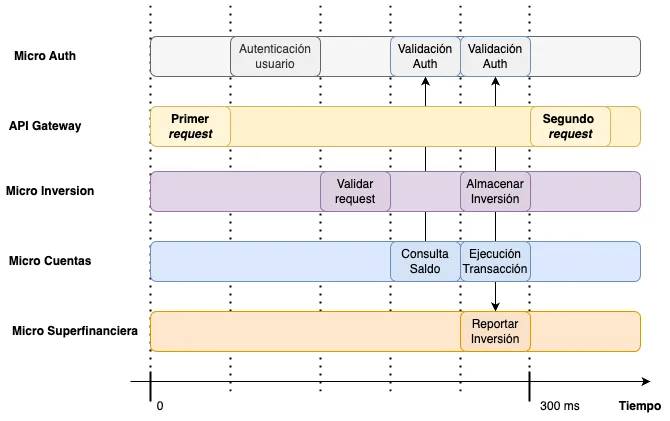 Micro Auth
Autenticación
usuario
Validación
Auth
Validación
Auth
API Gateway
Primer
request
Segundo
request
Micro Inversion
Validar
request
Almacenar
Inversión
Micro Cuentas
Consulta
Saldo
Ejecución
Transacción
Micro Superfinanciera
Reportar
Inversión
0
300 ms
Tiempo